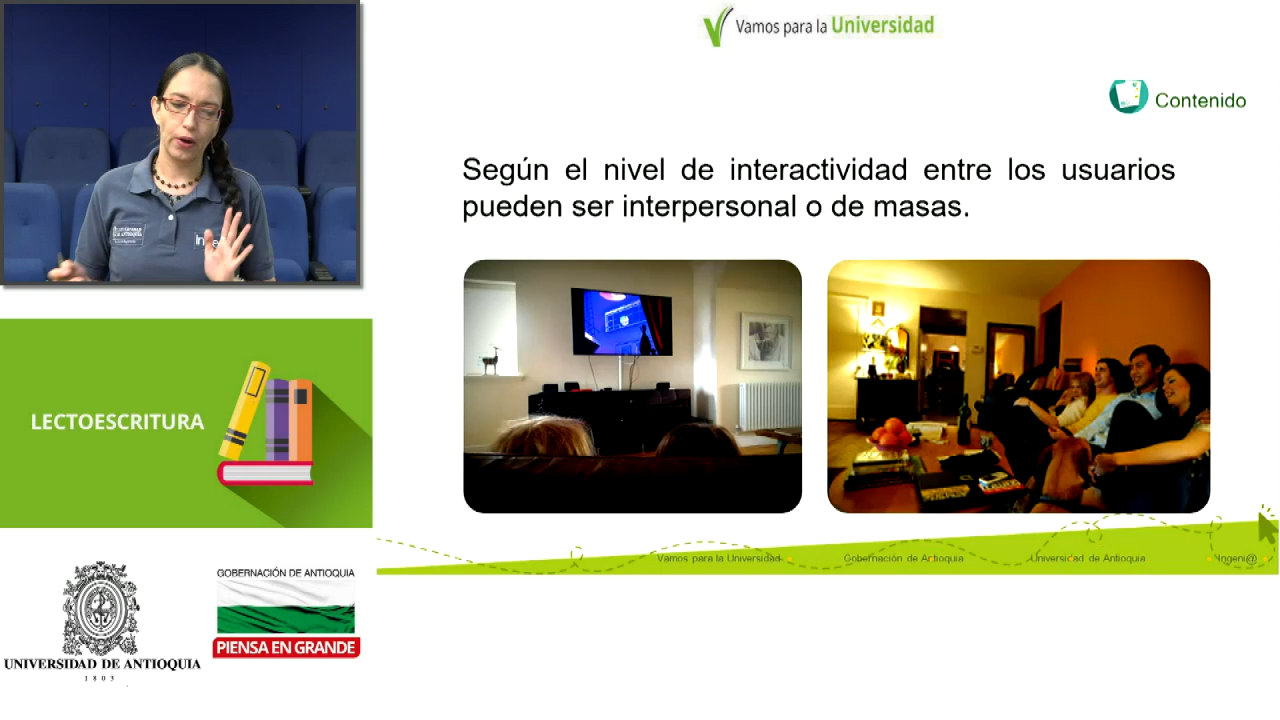 Vamos para la Universidad
Contenido
Según el nivel de interactividad entre los usuarios
pueden ser interpersonal o de masas.
LECTOESCRITURA
Vamos para la Universidad
Gobernación de Antioquia
Universidad de Antioquia
Ingeni@
UNIVERSIDAD DE ANTIOQUIA
1803
GOBERNACIÓN DE ANTIOQUIA
PIENSA EN GRANDE